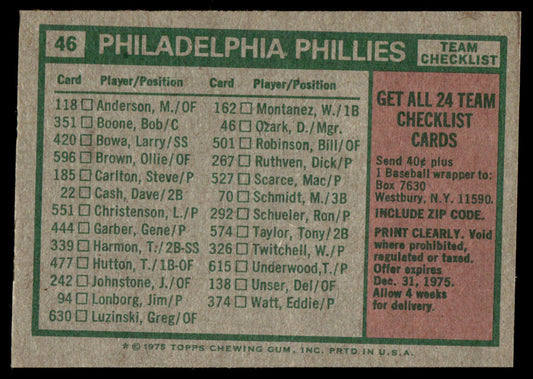 46 PHILADELPHIA PHILLIES TEAM CHECKLIST
Card Player/Position
118 Anderson, M./OF
351 Boone, Bob/C
420 Bowa, Larry/SS
596 Brown, Ollie/OF
185 Carlton, Steve/P
22 Cash, Dave/2B
551 Christenson, L./P
444 Garber, Gene/P
339 Harmon, T./2B-SS
477 Hutton, T./1B-OF
242 Johnstone, J./OF
94 Lonborg, Jim/P
630 Luzinski, Greg/OF
Card Player/Position
162 Montanez, W./1B
46 Ozark, D./Mgr.
501 Robinson, Bill/OF
267 Ruthven, Dick/P
527 Scarce, Mac/P
70 Schmidt, M./3B
292 Schueler, Ron/P
574 Taylor, Tony/2B
326 Twitchell, W./P
615 Underwood,T./P
138 Unser, Del/OF
374 Watt, Eddie/P
GET ALL 24 TEAM
CHECKLIST
CARDS
Send 40¢ plus
1 Baseball wrapper to:
Box 7630
Westbury, N.Y. 11590.
INCLUDE ZIP CODE.
PRINT CLEARLY. Void
where prohibited,
regulated or taxed.
Offer expires
Dec. 31, 1975.
Allow 4 weeks
for delivery.
* © 1975 TOPPS CHEWING GUM, INC. PRTD IN U.S.A.